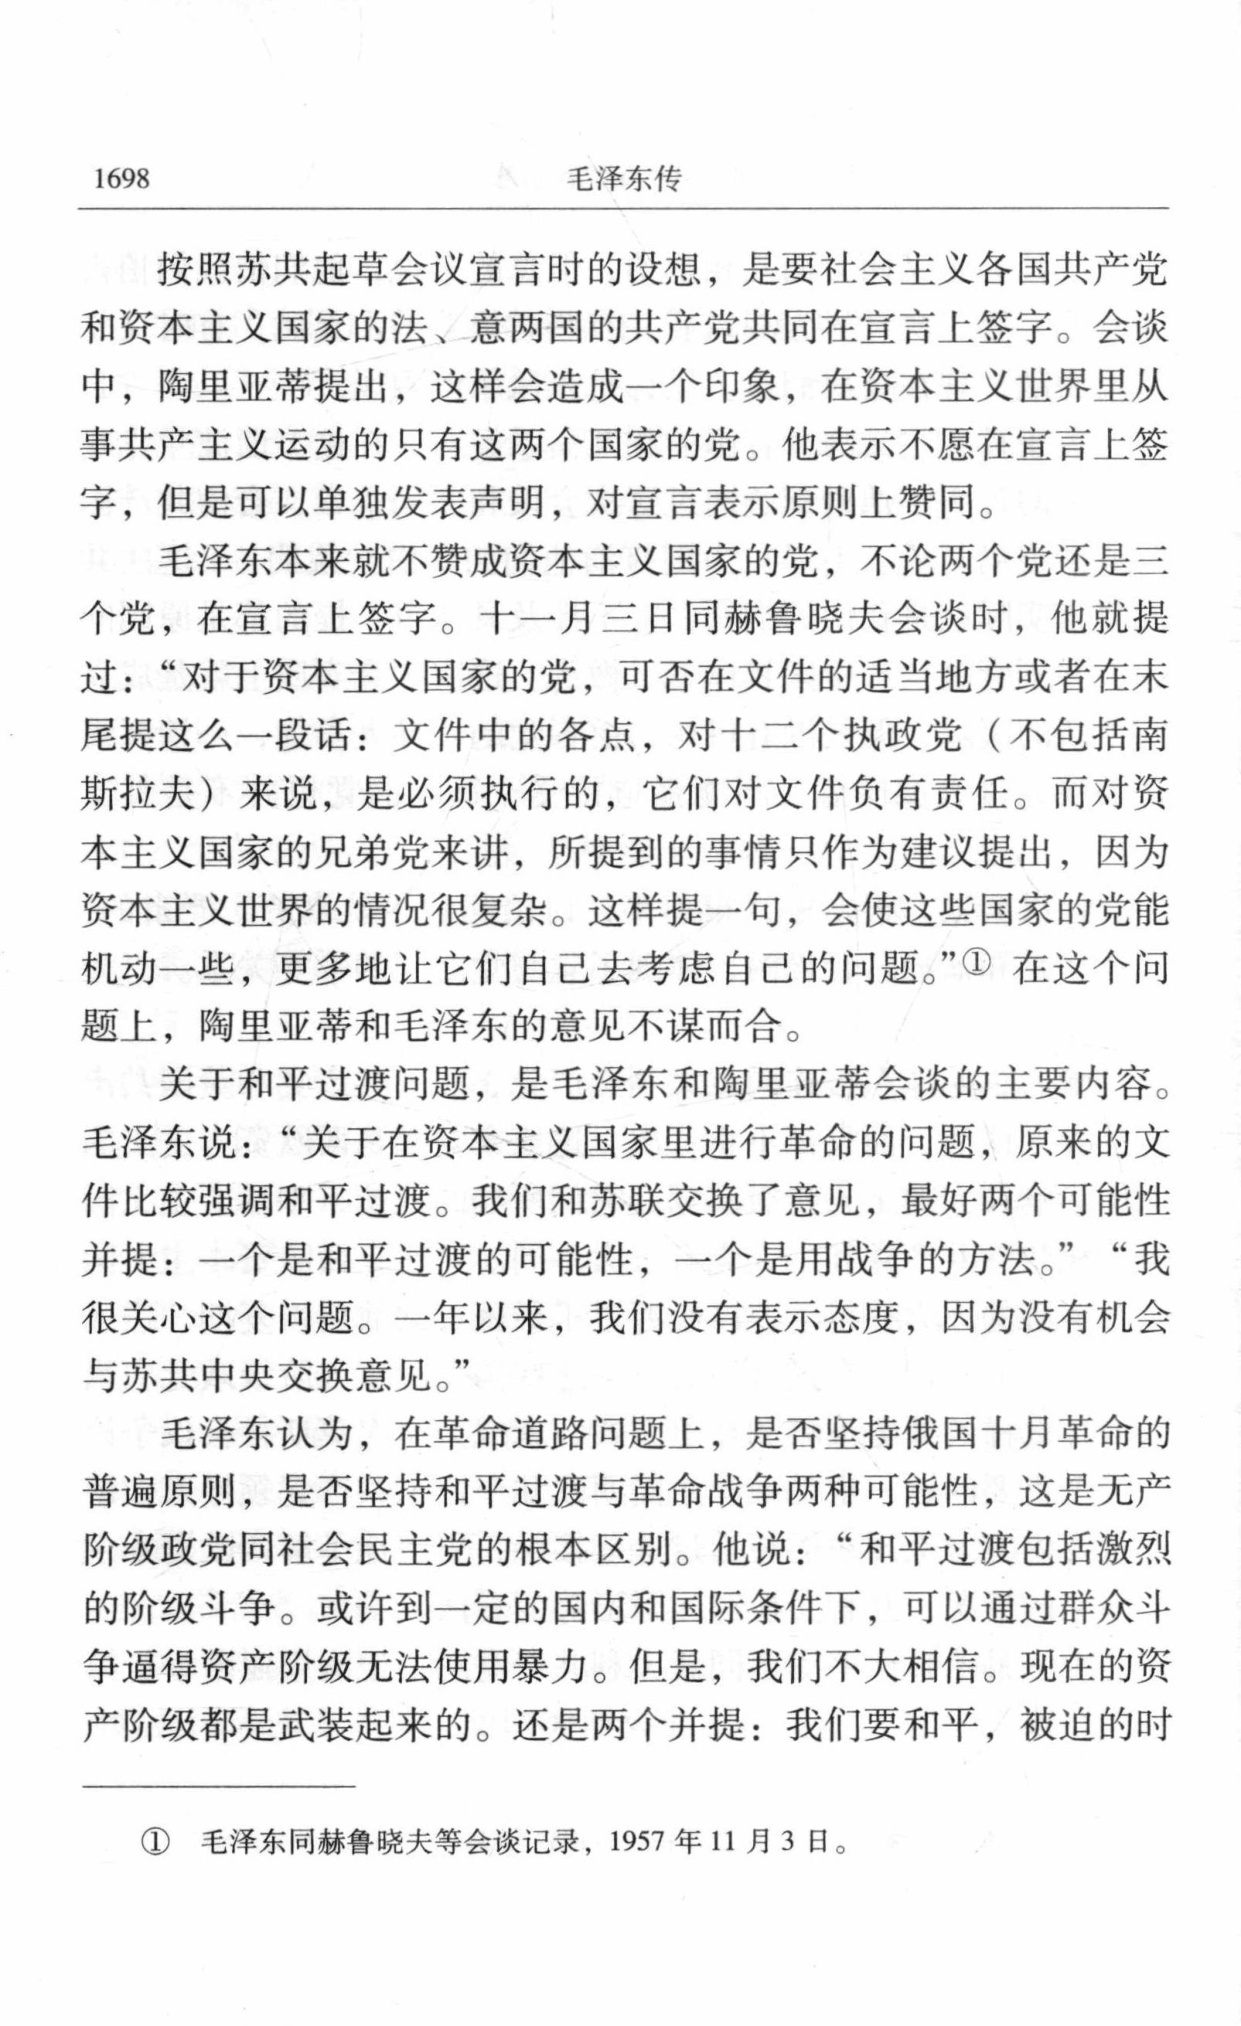 1698 毛泽东传
按照苏共起草会议宣言时的设想，是要社会主义各国共产党
和资本主义国家的法、意两国的共产党共同在宣言上签字。会谈
中，陶里亚蒂提出，这样会造成一个印象，在资本主义世界里从
事共产主义运动的只有这两个国家的党。他表示不愿在宣言上签
字，但是可以单独发表声明，对宣言表示原则上赞同。
毛泽东本来就不赞成资本主义国家的党，不论两个党还是三
个党，在宣言上签字。十一月三日同赫鲁晓夫会谈时，他就提
过：“对于资本主义国家的党，可否在文件的适当地方或者在末
尾提这么一段话：文件中的各点，对十二个执政党（不包括南
斯拉夫）来说，是必须执行的，它们对文件负有责任。而对资
本主义国家的兄弟党来讲，所提到的事情只作为建议提出，因为
资本主义世界的情况很复杂。这样提一句，会使这些国家的党能
机动一些，更多地让它们自己去考虑自己的问题。”① 在这个问
题上，陶里亚蒂和毛泽东的意见不谋而合。
关于和平过渡问题，是毛泽东和陶里亚蒂会谈的主要内容。
毛泽东说：“关于在资本主义国家里进行革命的问题，原来的文
件比较强调和平过渡。我们和苏联交换了意见，最好两个可能性
并提：一个是和平过渡的可能性，一个是用战争的方法。”“我
很关心这个问题。一年以来，我们没有表示态度，因为没有机会
与苏共中央交换意见。”
毛泽东认为，在革命道路问题上，是否坚持俄国十月革命的
普遍原则，是否坚持和平过渡与革命战争两种可能性，这是无产
阶级政党同社会民主党的根本区别。他说：“和平过渡包括激烈
的阶级斗争。或许到一定的国内和国际条件下，可以通过群众斗
争逼得资产阶级无法使用暴力。但是，我们不大相信。现在的资
产阶级都是武装起来的。还是两个并提：我们要和平，被迫的时
① 毛泽东同赫鲁晓夫等会谈记录，1957 年 11 月 3 日。